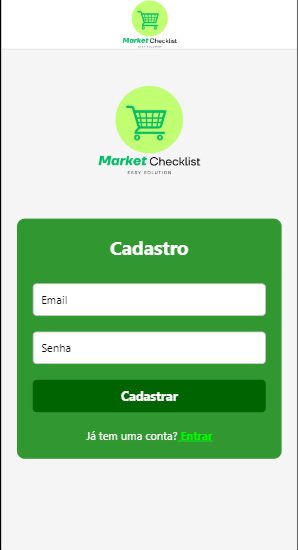 Market Checklist
EASY SOLUTION
Market Checklist
EASY SOLUTION
Cadastro
Email
Senha
Cadastrar
Já tem uma conta? Entrar